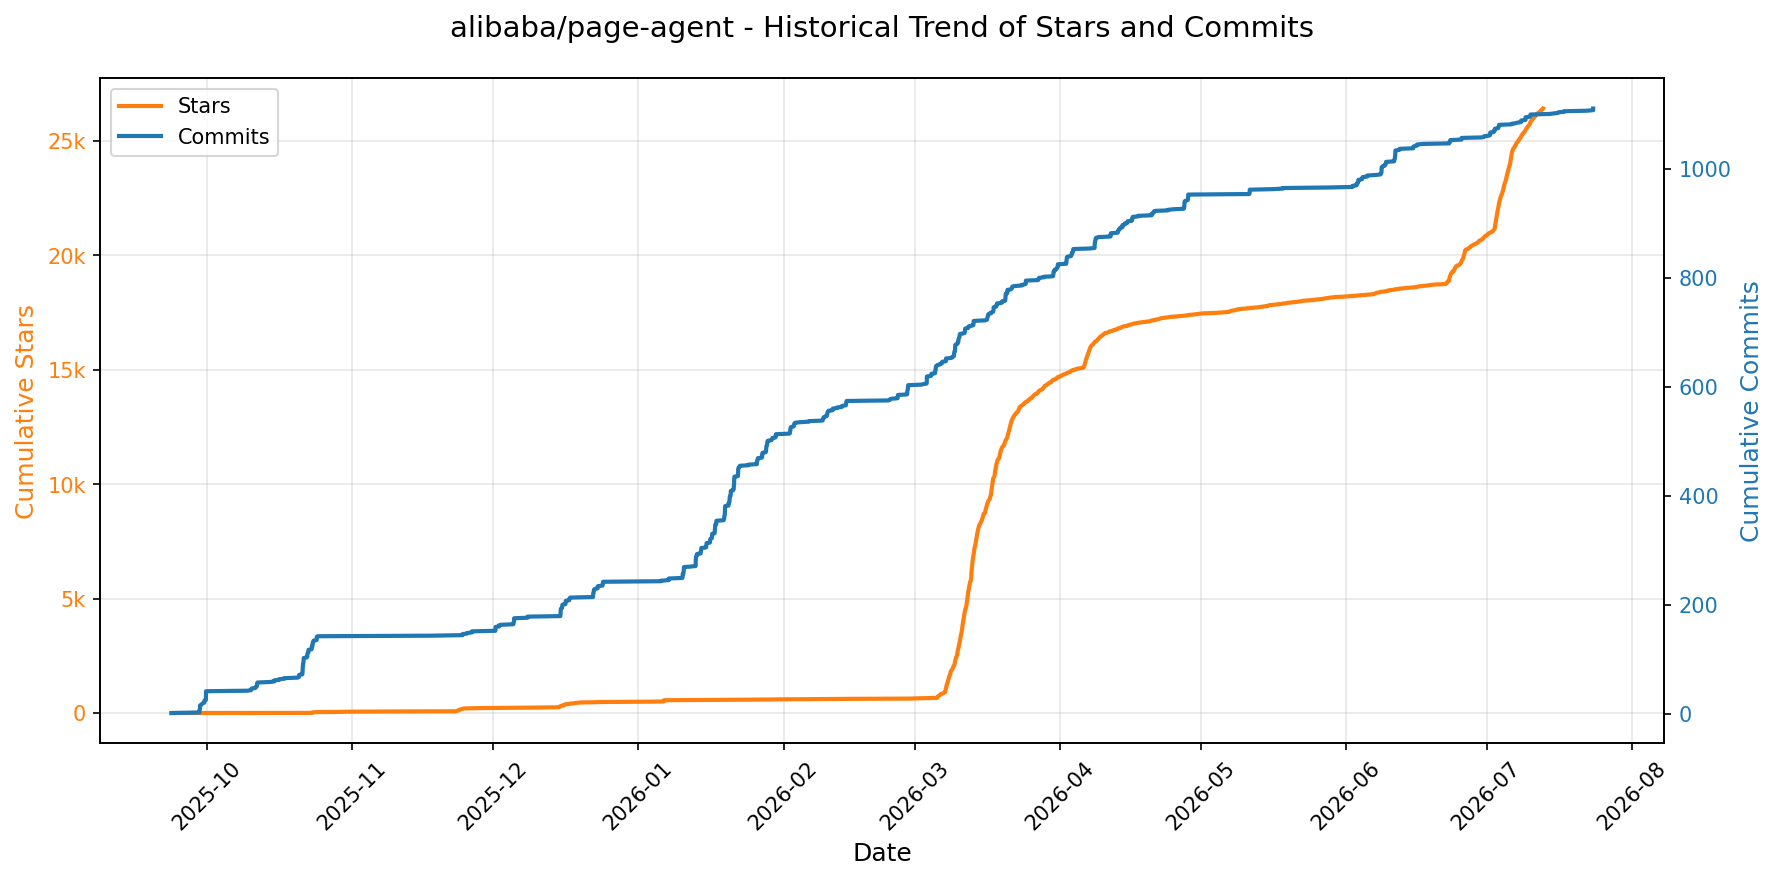 alibaba/page-agent - Historical Trend of Stars and Commits
Stars
Commits
25k
20k
15k
10k
5k
0
Cumulative Stars
1000
800
600
400
200
0
Cumulative Commits
2025-10
2025-11
2025-12
2026-01
2026-02
2026-03
2026-04
2026-05
2026-06
2026-07
2026-08
Date